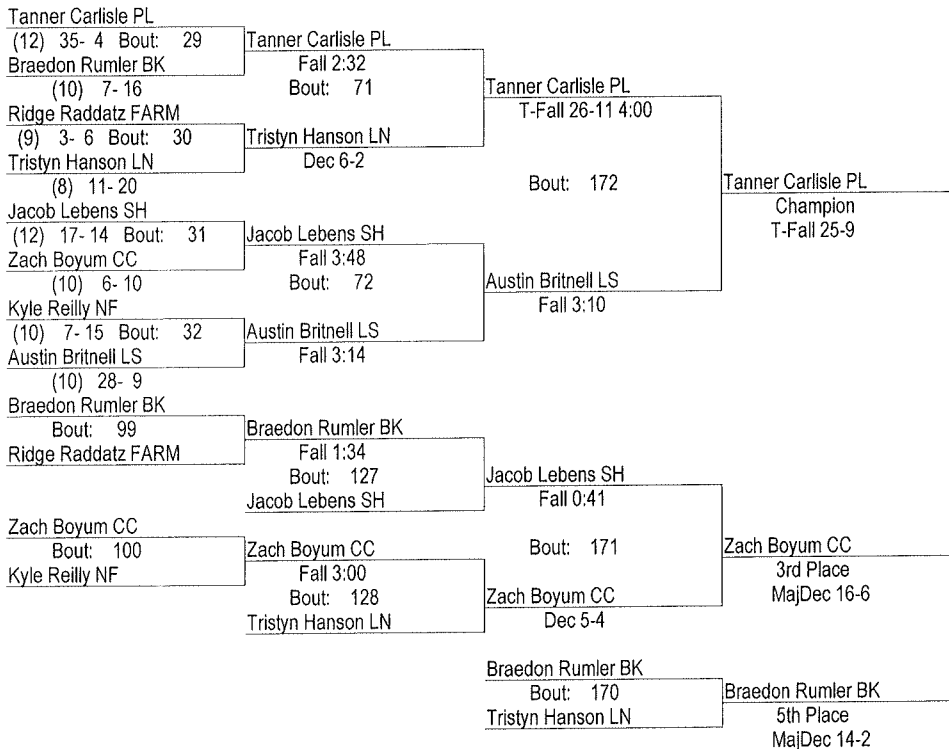 Tanner Carlisle PL
(12) 35- 4 Bout: 29
Braedon Rumler BK
(10) 7- 16
Ridge Raddatz FARM
(9) 3- 6 Bout: 30
Tristyn Hanson LN
(8) 11- 20
Jacob Lebens SH
(12) 17- 14 Bout: 31
Zach Boyum CC
(10) 6- 10
Kyle Reilly NF
(10) 7- 15 Bout: 32
Austin Britnell LS
(10) 28- 9
Tanner Carlisle PL
Fall 2:32
Bout: 71
Tristyn Hanson LN
Dec 6-2
Jacob Lebens SH
Fall 3:48
Bout: 72
Austin Britnell LS
Fall 3:14
Tanner Carlisle PL
T-Fall 26-11 4:00
Bout: 172
Austin Britnell LS
Fall 3:10
Tanner Carlisle PL
Champion
T-Fall 25-9
Braedon Rumler BK
Bout: 99
Ridge Raddatz FARM
Zach Boyum CC
Bout: 100
Kyle Reilly NF
Braedon Rumler BK
Fall 1:34
Bout: 127
Jacob Lebens SH
Zach Boyum CC
Fall 3:00
Bout: 128
Tristyn Hanson LN
Jacob Lebens SH
Fall 0:41
Bout: 171
Zach Boyum CC
Dec 5-4
Zach Boyum CC
3rd Place
MajDec 16-6
Braedon Rumler BK
Bout: 170
Tristyn Hanson LN
Braedon Rumler BK
5th Place
MajDec 14-2